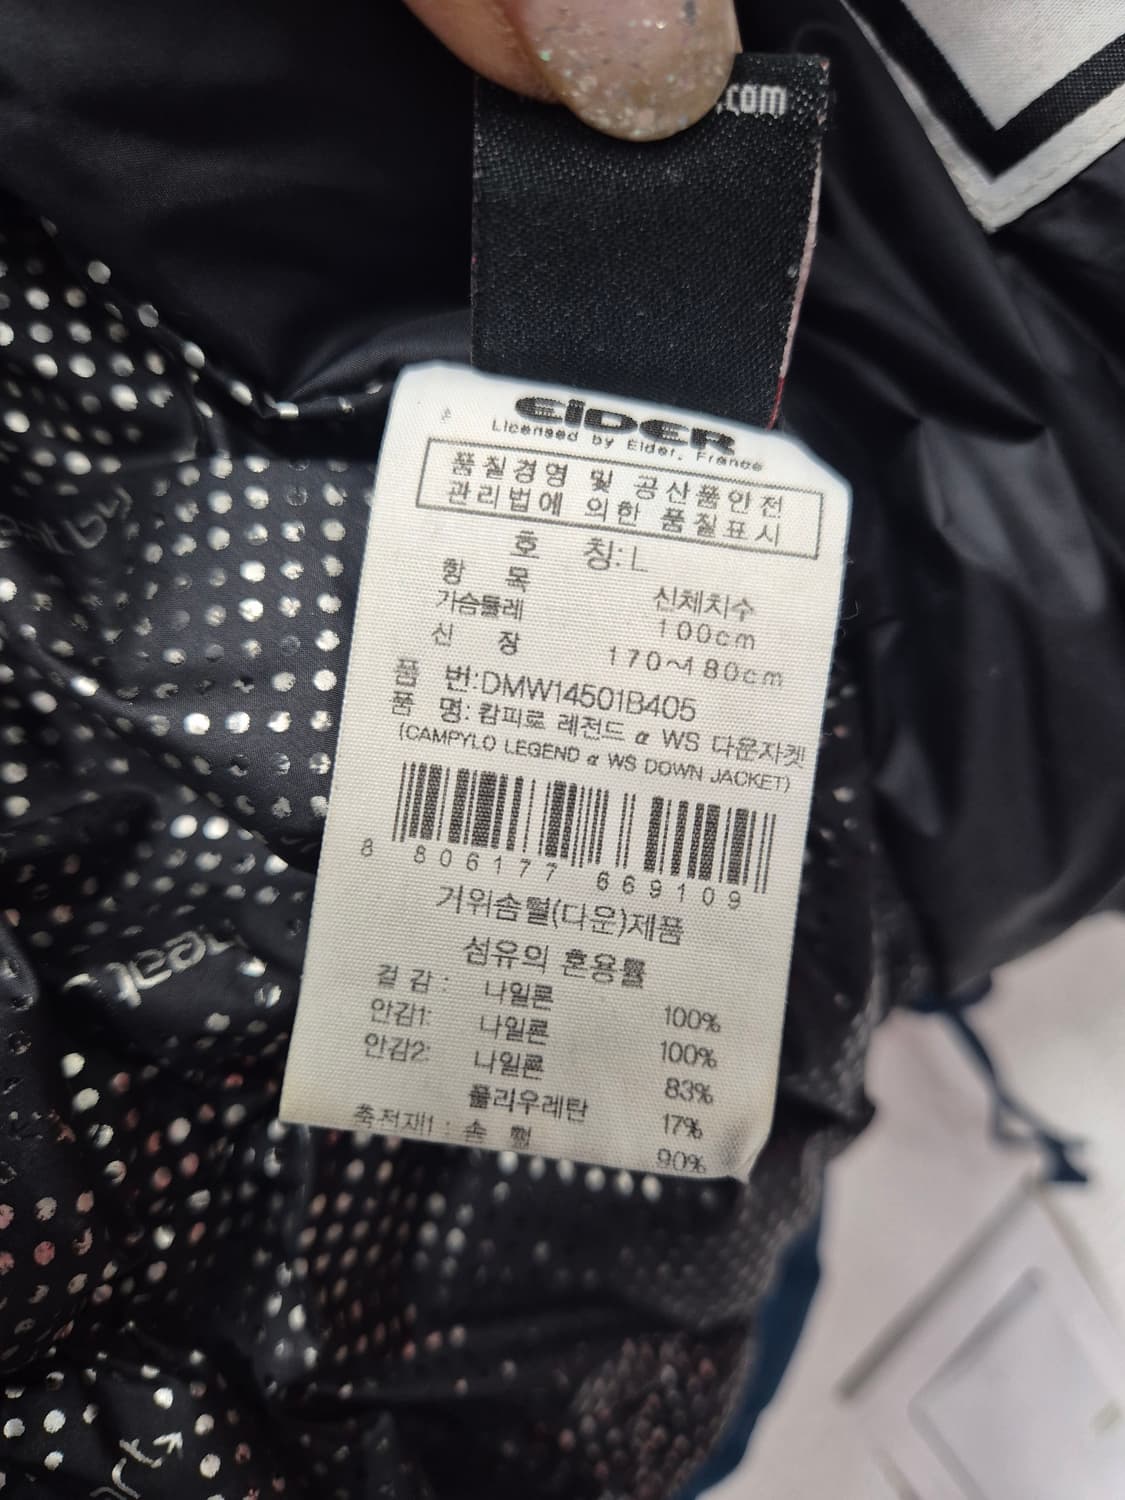 .com
EiDER
Licensed by Eider, France
품질경영 및 공산품안전
관리법에 의한 품질표시
호 칭: L
항 목 신체치수
가슴둘레 100cm
신 장 170~180cm
품 번:DMW14501B405
품 명: 캄피로 레전드 α WS 다운자켓
(CAMPYLO LEGEND α WS DOWN JACKET)
8 806177 669109
거위솜털(다운)제품
섬유의 혼용률
겉감: 나일론 100%
안감1: 나일론 100%
안감2: 나일론 83%
폴리우레탄 17%
충전재1: 솜 털 90%
heat